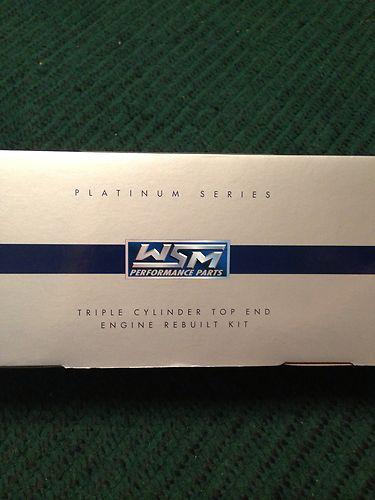 PLATINUM SERIES
WSM
PERFORMANCE PARTS
TRIPLE CYLINDER TOP END
ENGINE REBUILT KIT